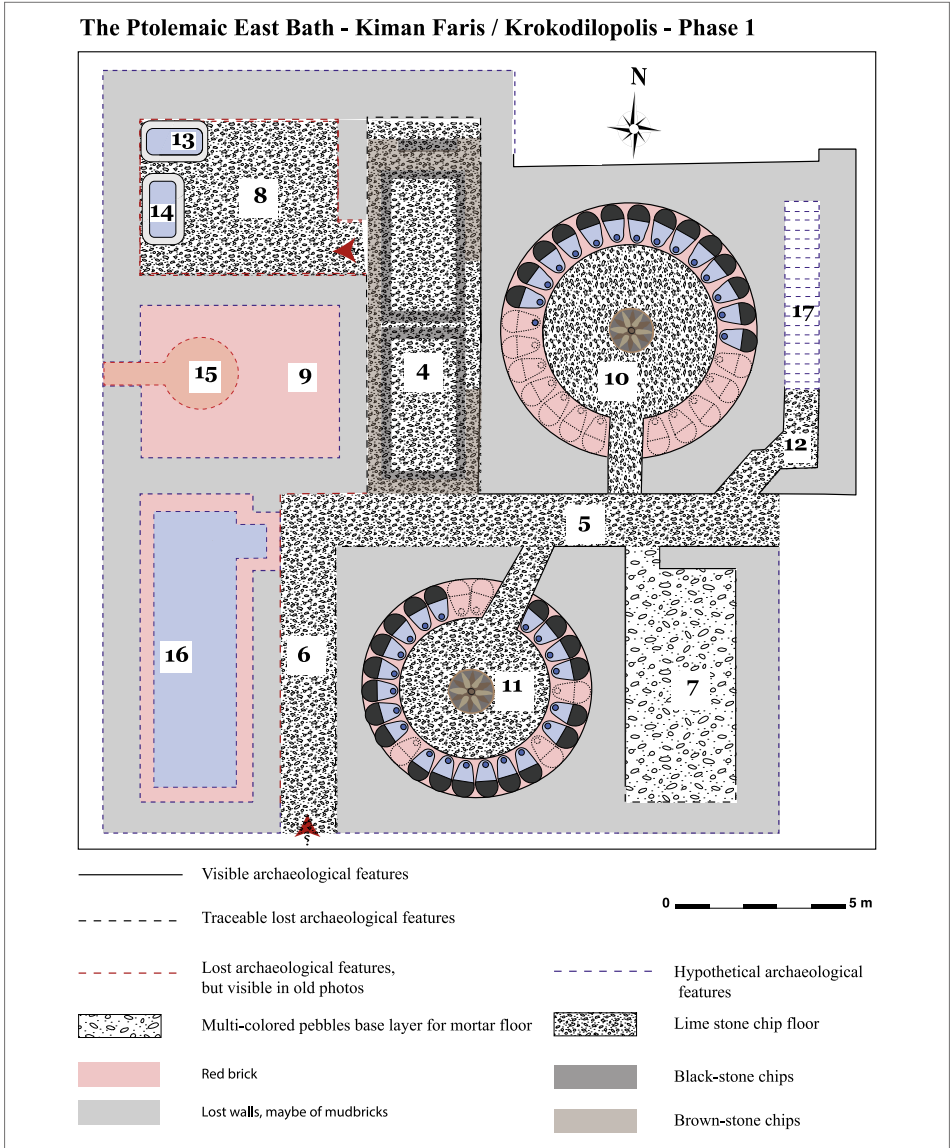 The Ptolemaic East Bath - Kiman Faris / Krokodilopolis - Phase 1
N
13
8
14
17
4
15
9
10
12
5
16
6
11
7
?
Visible archaeological features
0 5 m
Traceable lost archaeological features
Lost archaeological features,
but visible in old photos
Hypothetical archaeological
features
Multi-colored pebbles base layer for mortar floor
Lime stone chip floor
Red brick
Black-stone chips
Lost walls, maybe of mudbricks
Brown-stone chips